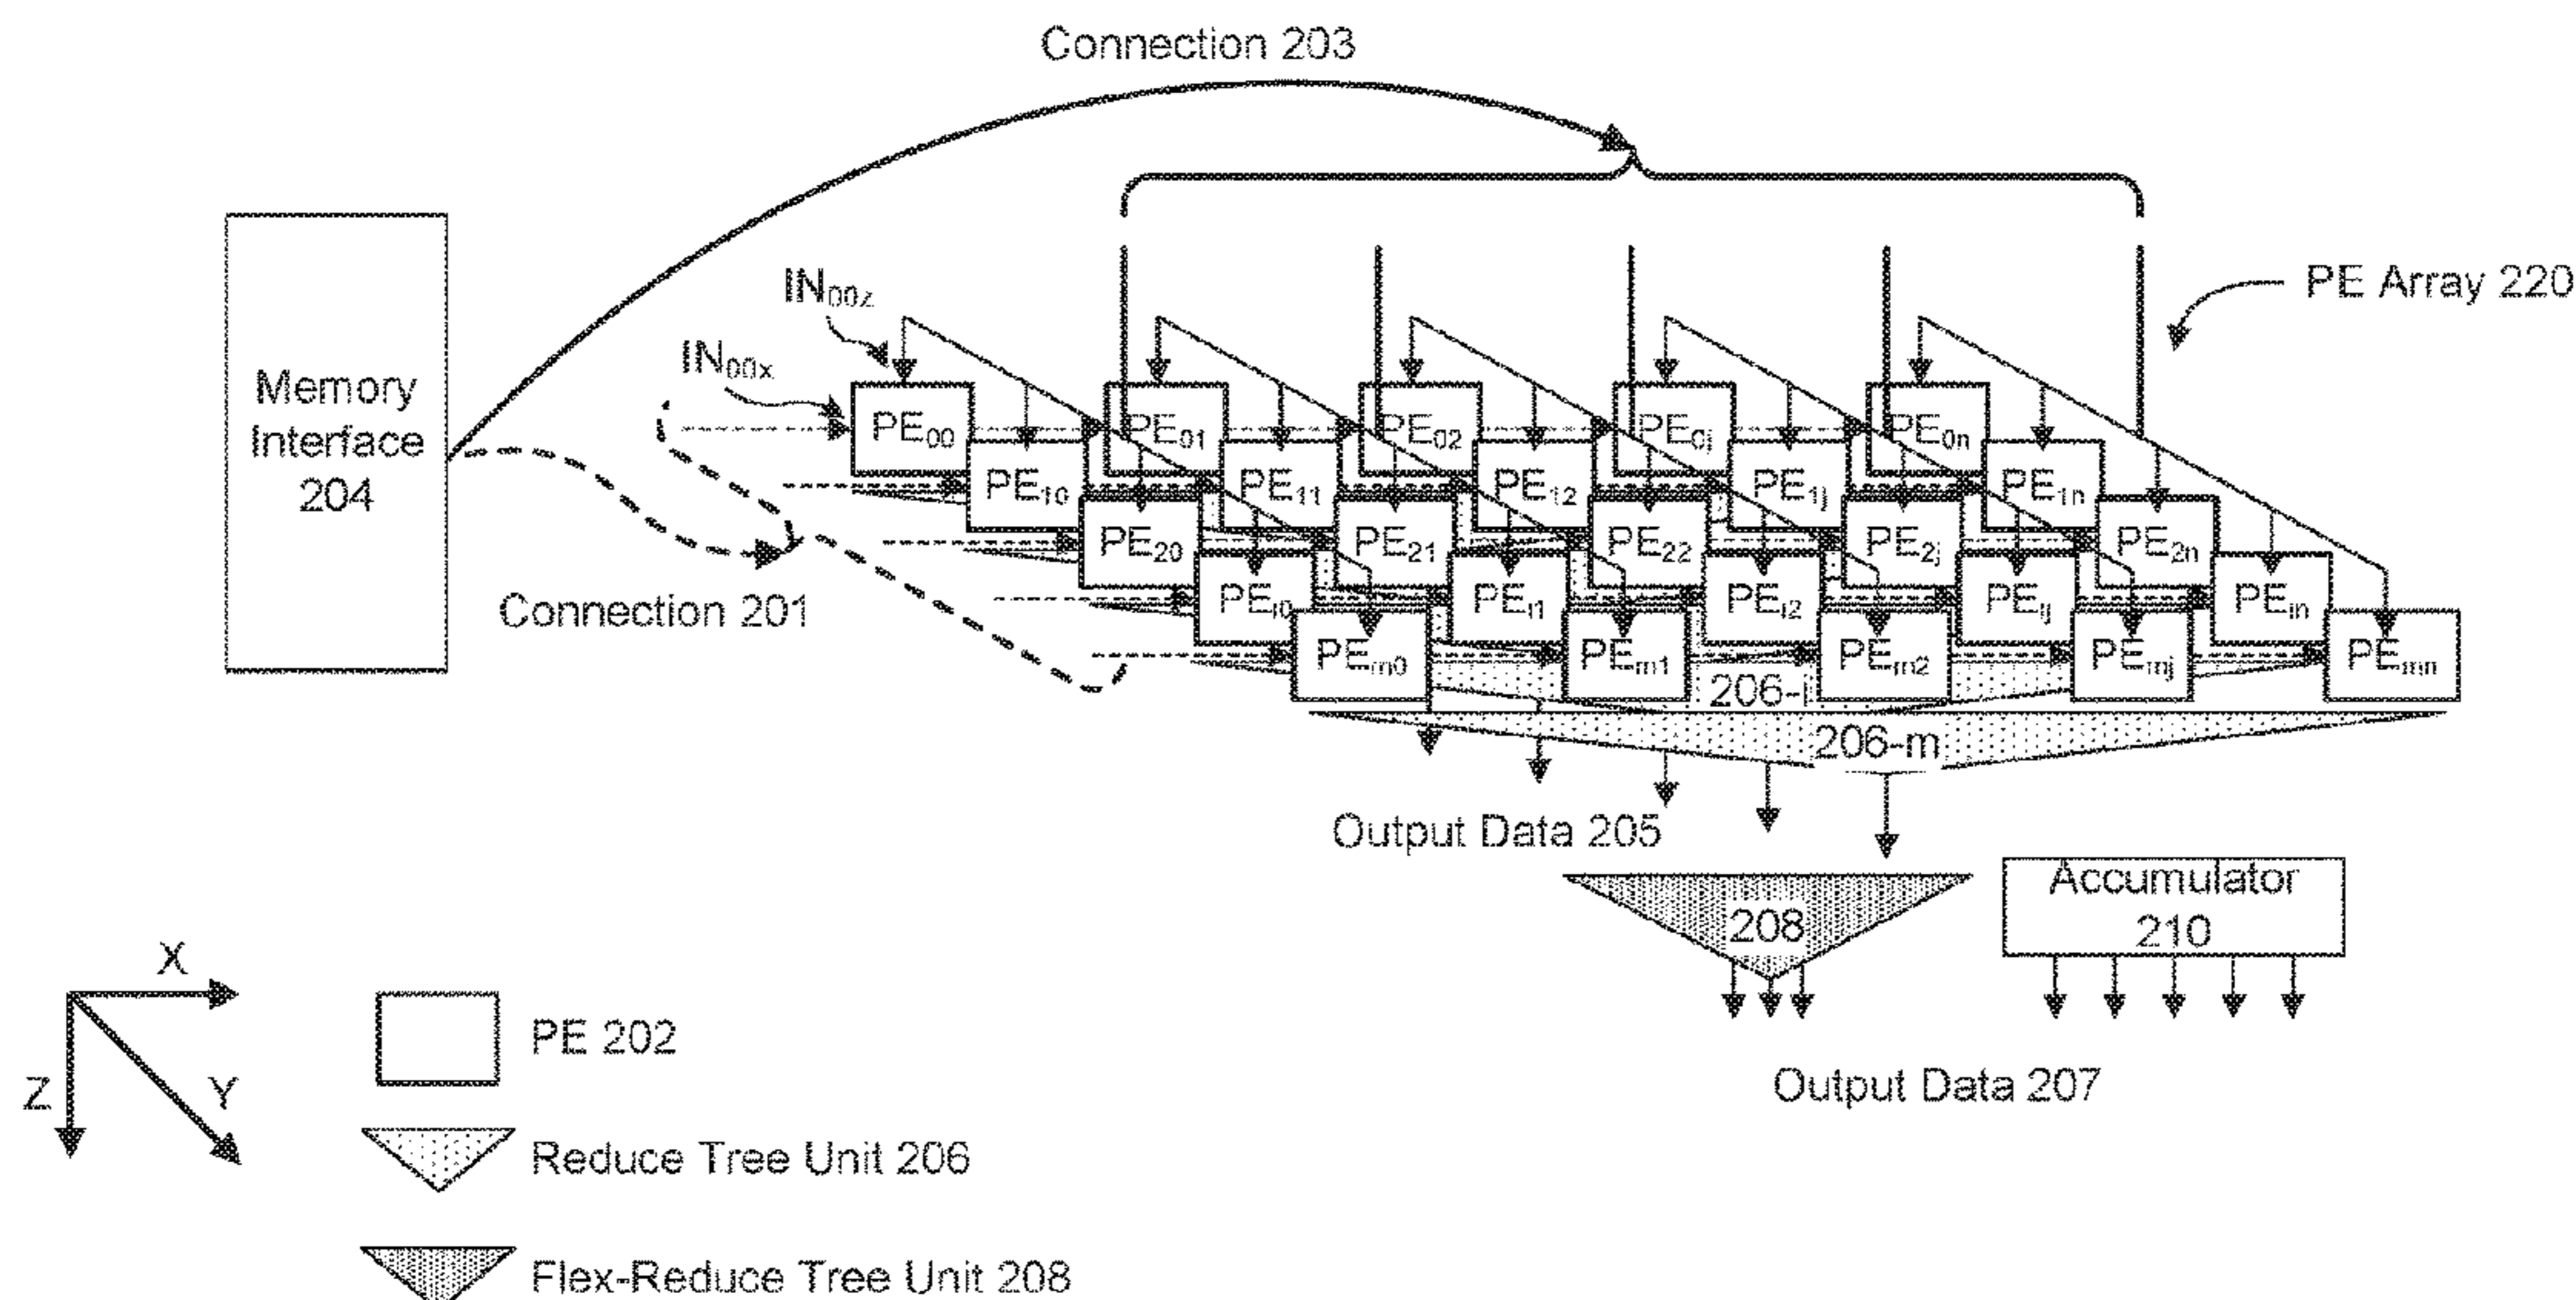 Connection 203
IN₀₀z
PE Array 220
IN₀₀x
Memory
Interface
204
PE₀₀ PE₀₁ PE₀₂ PE₀ⱼ PE₀ₙ
PE₁₀ PE₁₁ PE₁₂ PE₁ⱼ PE₁ₙ
PE₂₀ PE₂₁ PE₂₂ PE₂ⱼ PE₂ₙ
Connection 201
PEᵢ₀ PEᵢ₁ PEᵢ₂ PEᵢⱼ PEᵢₙ
PEₘ₀ PEₘ₁ PEₘ₂ PEₘⱼ PEₘₙ
206-i
206-m
Output Data 205
Accumulator
210
208
X
Z
Y
PE 202
Output Data 207
Reduce Tree Unit 206
Flex-Reduce Tree Unit 208